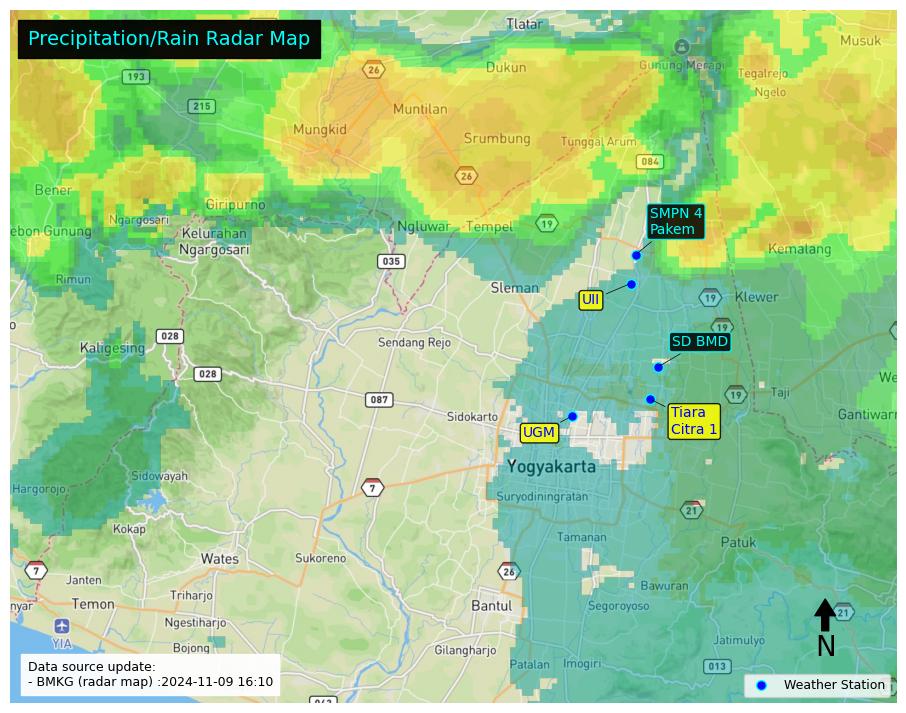 Precipitation/Rain Radar Map
Tlatar
Musuk
Gunung Merapi
26
Dukun
193
Tegalrejo
Ngelo
215
Muntilan
Mungkid
Srumbung
Tunggal Arum
084
26
Bener
Giripurno
Ngargosari
SMPN 4
Pakem
ebon Gunung
Kelurahan
Ngargosari
Ngluwar
Tempel
19
Kemalang
035
Rimun
Sleman
UII
19
Klewer
028
Sendang Rejo
19
SD BMD
Kaligesing
028
We
087
19
Taji
Sidokarto
Tiara
Citra 1
Gantiwar
UGM
Yogyakarta
Sidowayah
Hargorojo
7
Suryodiningratan
21
Kokap
Tamanan
Patuk
Wates
Sukoreno
7
Janten
26
Bawuran
Triharjo
nyar
Temon
Bantul
Segoroyoso
21
Ngestiharjo
YIA
N
Bojong
Gilangharjo
Jatimulyo
Patalan
Imogiri
013
Data source update:
- BMKG (radar map) :2024-11-09 16:10
Weather Station